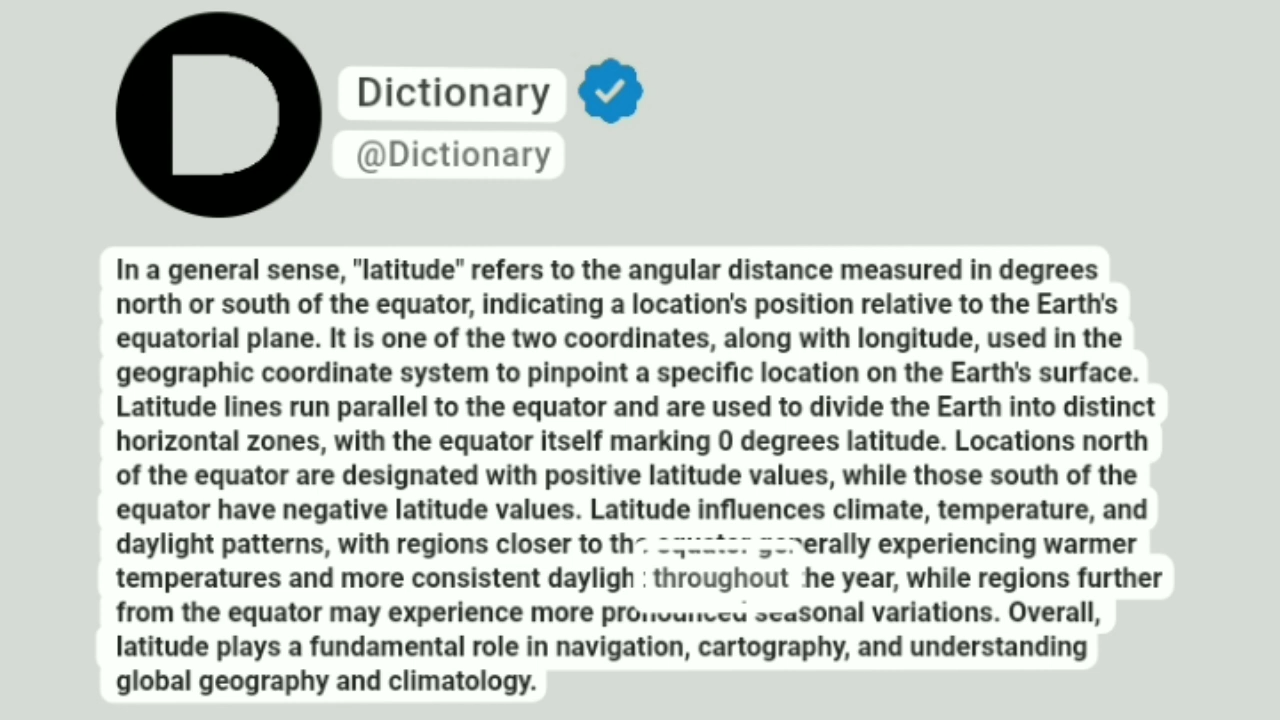 D
Dictionary
@Dictionary
In a general sense, "latitude" refers to the angular distance measured in degrees
north or south of the equator, indicating a location's position relative to the Earth's
equatorial plane. It is one of the two coordinates, along with longitude, used in the
geographic coordinate system to pinpoint a specific location on the Earth's surface.
Latitude lines run parallel to the equator and are used to divide the Earth into distinct
horizontal zones, with the equator itself marking 0 degrees latitude. Locations north
of the equator are designated with positive latitude values, while those south of the
equator have negative latitude values. Latitude influences climate, temperature, and
daylight patterns, with regions closer to the equator generally experiencing warmer
temperatures and more consistent daylight throughout the year, while regions further
from the equator may experience more pronounced seasonal variations. Overall,
latitude plays a fundamental role in navigation, cartography, and understanding
global geography and climatology.